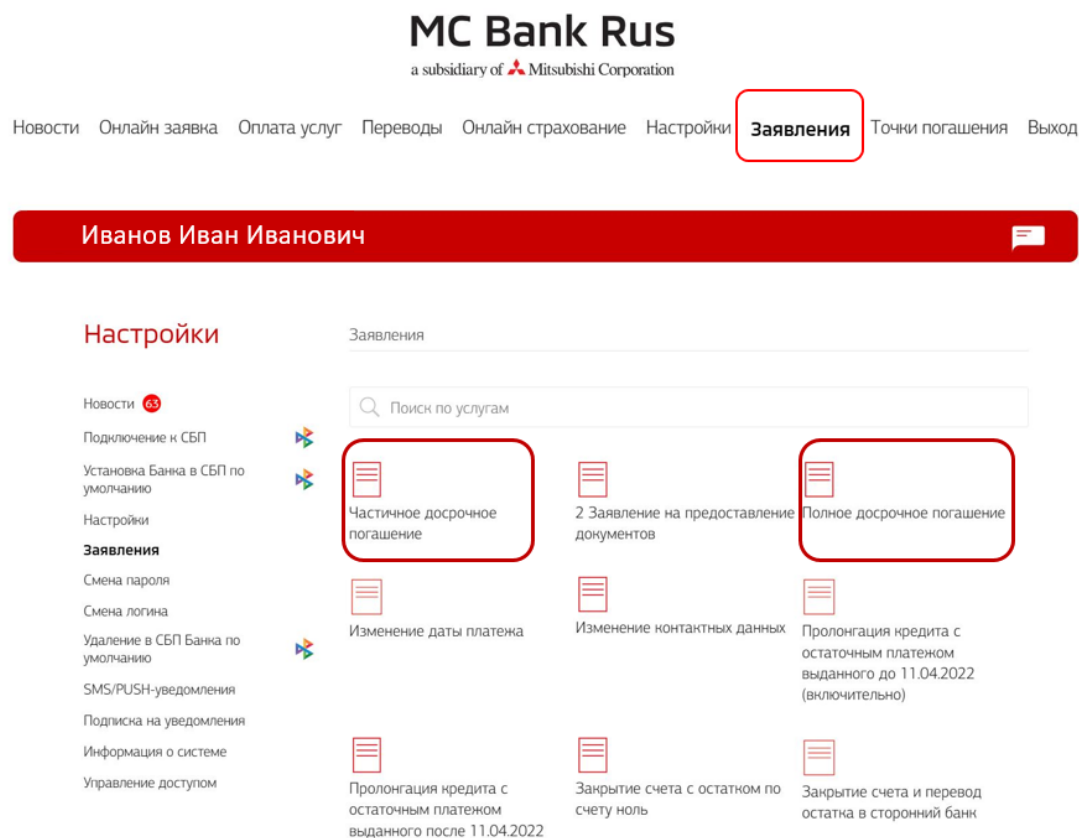 MC Bank Rus
a subsidiary of Mitsubishi Corporation
Новости Онлайн заявка Оплата услуг Переводы Онлайн страхование Настройки Заявления Точки погашения Выход
Иванов Иван Иванович
Настройки
Новости 63
Подключение к СБП
Установка Банка в СБП по
умолчанию
Настройки
Заявления
Смена пароля
Смена логина
Удаление в СБП Банка по
умолчанию
SMS/PUSH-уведомления
Подписка на уведомления
Информация о системе
Управление доступом
Заявления
Поиск по услугам
Частичное досрочное
погашение
2 Заявление на предоставление
документов
Полное досрочное погашение
Изменение даты платежа
Изменение контактных данных
Пролонгация кредита с
остаточным платежом
выданного до 11.04.2022
(включительно)
Пролонгация кредита с
остаточным платежом
выданного после 11.04.2022
Закрытие счета с остатком по
счету ноль
Закрытие счета и перевод
остатка в сторонний банк